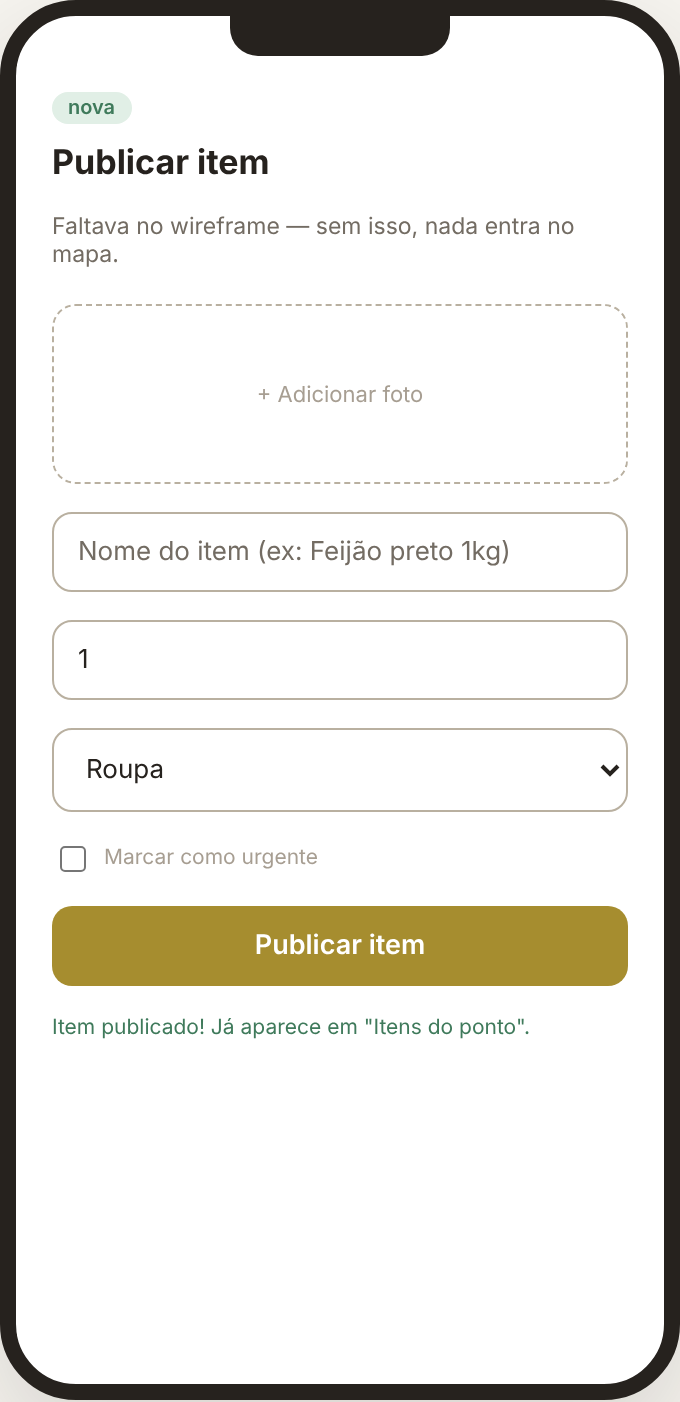 nova
Publicar item
Faltava no wireframe — sem isso, nada entra no
mapa.
+ Adicionar foto
Nome do item (ex: Feijão preto 1kg)
1
Roupa
Marcar como urgente
Publicar item
Item publicado! Já aparece em "Itens do ponto".